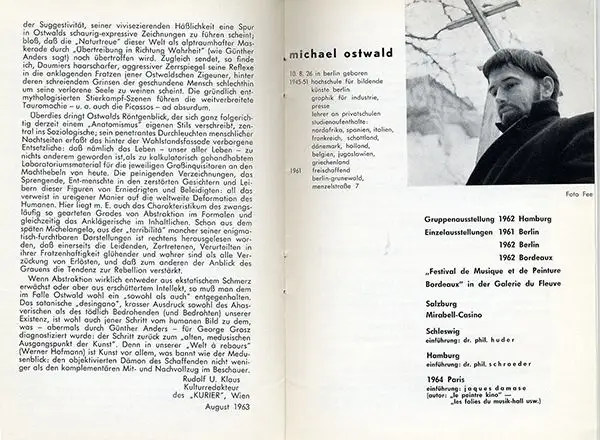 der Suggestivität, seiner vivisezierenden Häßlichkeit eine Spur
in Ostwalds schaurig-expressive Zeichnungen zu führen scheint;
bloß, daß die „Naturtreue" dieser Welt als alptraumhafter Mas-
kerade durch „Übertreibung in Richtung Wahrheit" (wie Günther
Anders sagt) noch übertroffen wird. Zugleich sendet, so finde
ich, Daumiers haarscharfer, aggressiver Zerrspiegel seine Reflexe
in die anklagenden Fratzen jener Ostwaldschen Zigeuner, hinter
deren schreiendem Grinsen der geschundene Mensch schlechthin
um seine verlorene Seele zu weinen scheint. Die gründlich ent-
mythologisierten Stierkampf-Szenen führen die weitverbreitete
Tauromachie – u. a. auch die Picassos – ad absurdum.
Überdies dringt Ostwalds Röntgenblick, der sich ganz folgerich-
tig derzeit einem „Anatomismus" eigenen Stils verschreibt, zen-
tral ins Soziologische; sein penetrantes Durchleuchten menschlicher
Nachtseiten erfaßt das hinter der Wahlstandsfassade verborgene
Entsetzliche: daß nämlich das Leben – unser aller Leben – zu
nichts anderem geworden ist, als zu kalkulatorisch gehandhabtem
Laboratoriumsmaterial für die jeweiligen Großinquisitoren an den
Machthebeln von heute. Die peinigenden Verzeichnungen, das
Sprengende, Ent-menschte in den zerstörten Gesichtern und Lei-
bern dieser Figuren von Erniedrigten und Beleidigten: all das
verweist in ureigener Manier auf die weltweite Deformation des
Humanen. Hier liegt m. E. auch das Charakteristikum des zwangs-
läufig so gearteten Grades von Abstraktion im Formalen und
gleichzeitig das Anklägerische im Inhaltlichen. Schon aus dem
späten Michelangelo, aus der „terribilità" mancher seiner enigma-
tisch-furchtbaren Darstellungen ist rechtens herausgelesen wor-
den, daß einerseits die Leidenden, Zertretenen, Verurteilten in
ihrer Fratzenhaftigkeit glühender und wahrer sind als alle Ver-
zückung von Erlösten, und daß zum anderen der Anblick des
Grauens die Tendenz zur Rebellion verstärkt.
Wenn Abstraktion wirklich entweder aus ekstatischem Schmerz
erwächst oder aber aus erschüttertem Intellekt, so muß man dem
im Falle Ostwald wohl ein „sowohl als auch" entgegenhalten.
Das satanische „desingano", krasser Ausdruck sowohl des Ahas-
verischen als des tödlich Bedrohenden (und Bedrohten) unserer
Existenz, ist wohl auch jener Schritt vom humanen Bild zu dem,
was – abermals durch Günther Anders – für George Grosz
diagnostiziert wurde: der Schritt zurück zum „alten, medusischen
Ausgangspunkt der Kunst". Denn in unserer „Welt à rebours"
(Werner Hofmann) ist Kunst vor allem, was bannt wie der Medu-
senblick: den objektivierten Dämon des Schaffenden nicht weni-
ger als den komplementären Mit- und Nachvollzug im Beschauer.
Rudolf U. Klaus
Kulturredakteur
des „KURIER", Wien
August 1963
michael ostwald
10. 8. 26 in berlin geboren
1945-51 hochschule für bildende
künste berlin
graphik für industrie,
presse
lehrer an privatschulen
studienaufenthalte:
nordafrika, spanien, italien,
frankreich, schottland,
dänemark, holland,
belgien, jugoslawien,
griechenland
1961 freischaffend
berlin-grunewald,
menzelstraße 7
Foto Fee
Gruppenausstellung 1962 Hamburg
Einzelausstellungen 1961 Berlin
1962 Berlin
1962 Bordeaux
„Festival de Musique et de Peinture
Bordeaux" in der Galerie du Fleuve
Salzburg
Mirabell-Casino
Schleswig
einführung: dr. phil. huder
Hamburg
einführung: dr. phil. schroeder
1964 Paris
einführung: jaques damase
(autor: „le peintre kino" —
„les folies du musik-hall usw.)